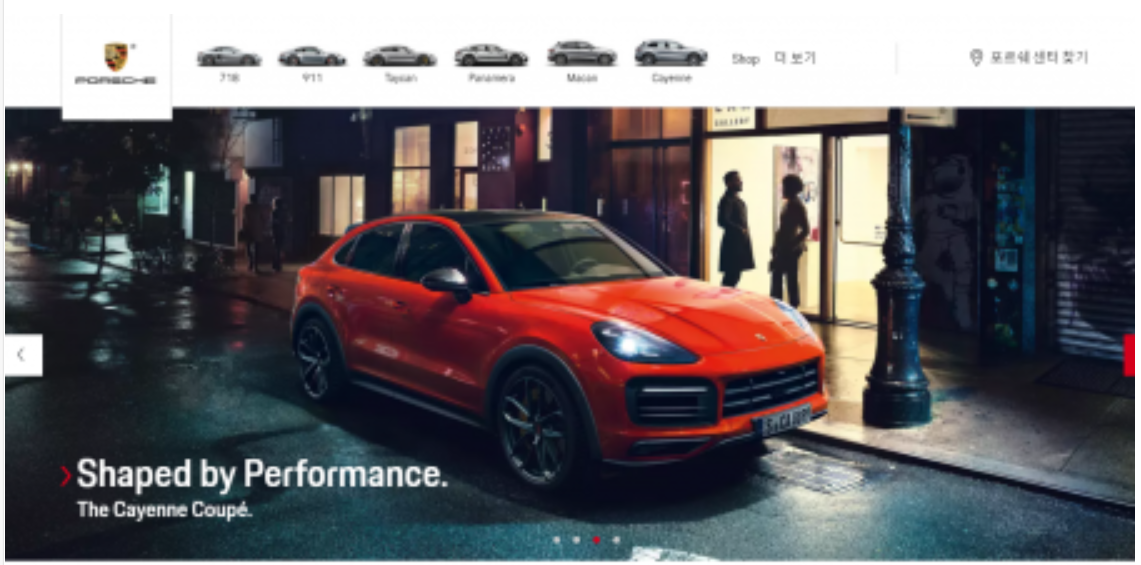 PORSCHE
718
911
Taycan
Panamera
Macan
Cayenne
Shop 더 보기
포르쉐 센터 찾기
GALLERY
Shaped by Performance.
The Cayenne Coupé.